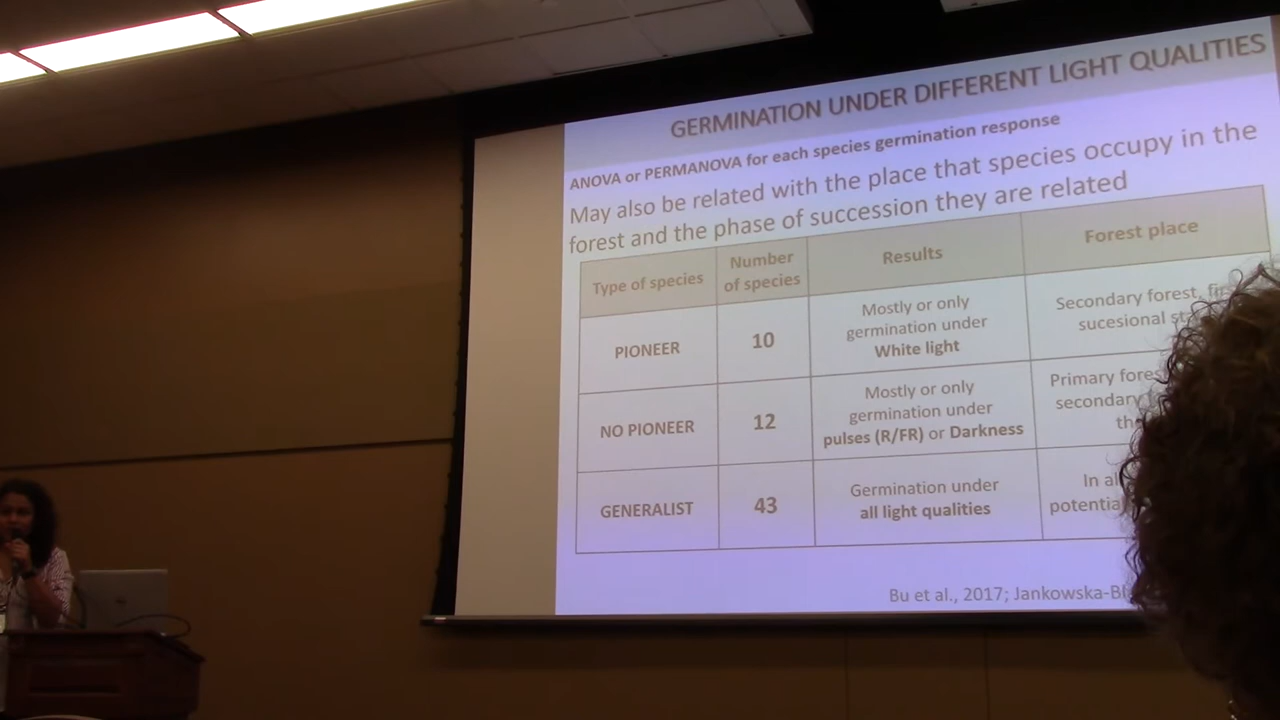 GERMINATION UNDER DIFFERENT LIGHT QUALITIES
ANOVA or PERMANOVA for each species germination response
May also be related with the place that species occupy in the
forest and the phase of succession they are related
Type of species
Number
of species
Results
Forest place
PIONEER
10
Mostly or only
germination under
White light
Secondary forest,
sucesional
NO PIONEER
12
Mostly or only
germination under
pulses (R/FR) or Darkness
Primary
secondary
GENERALIST
43
Germination under
all light qualities
In
Bu et al., 2017;